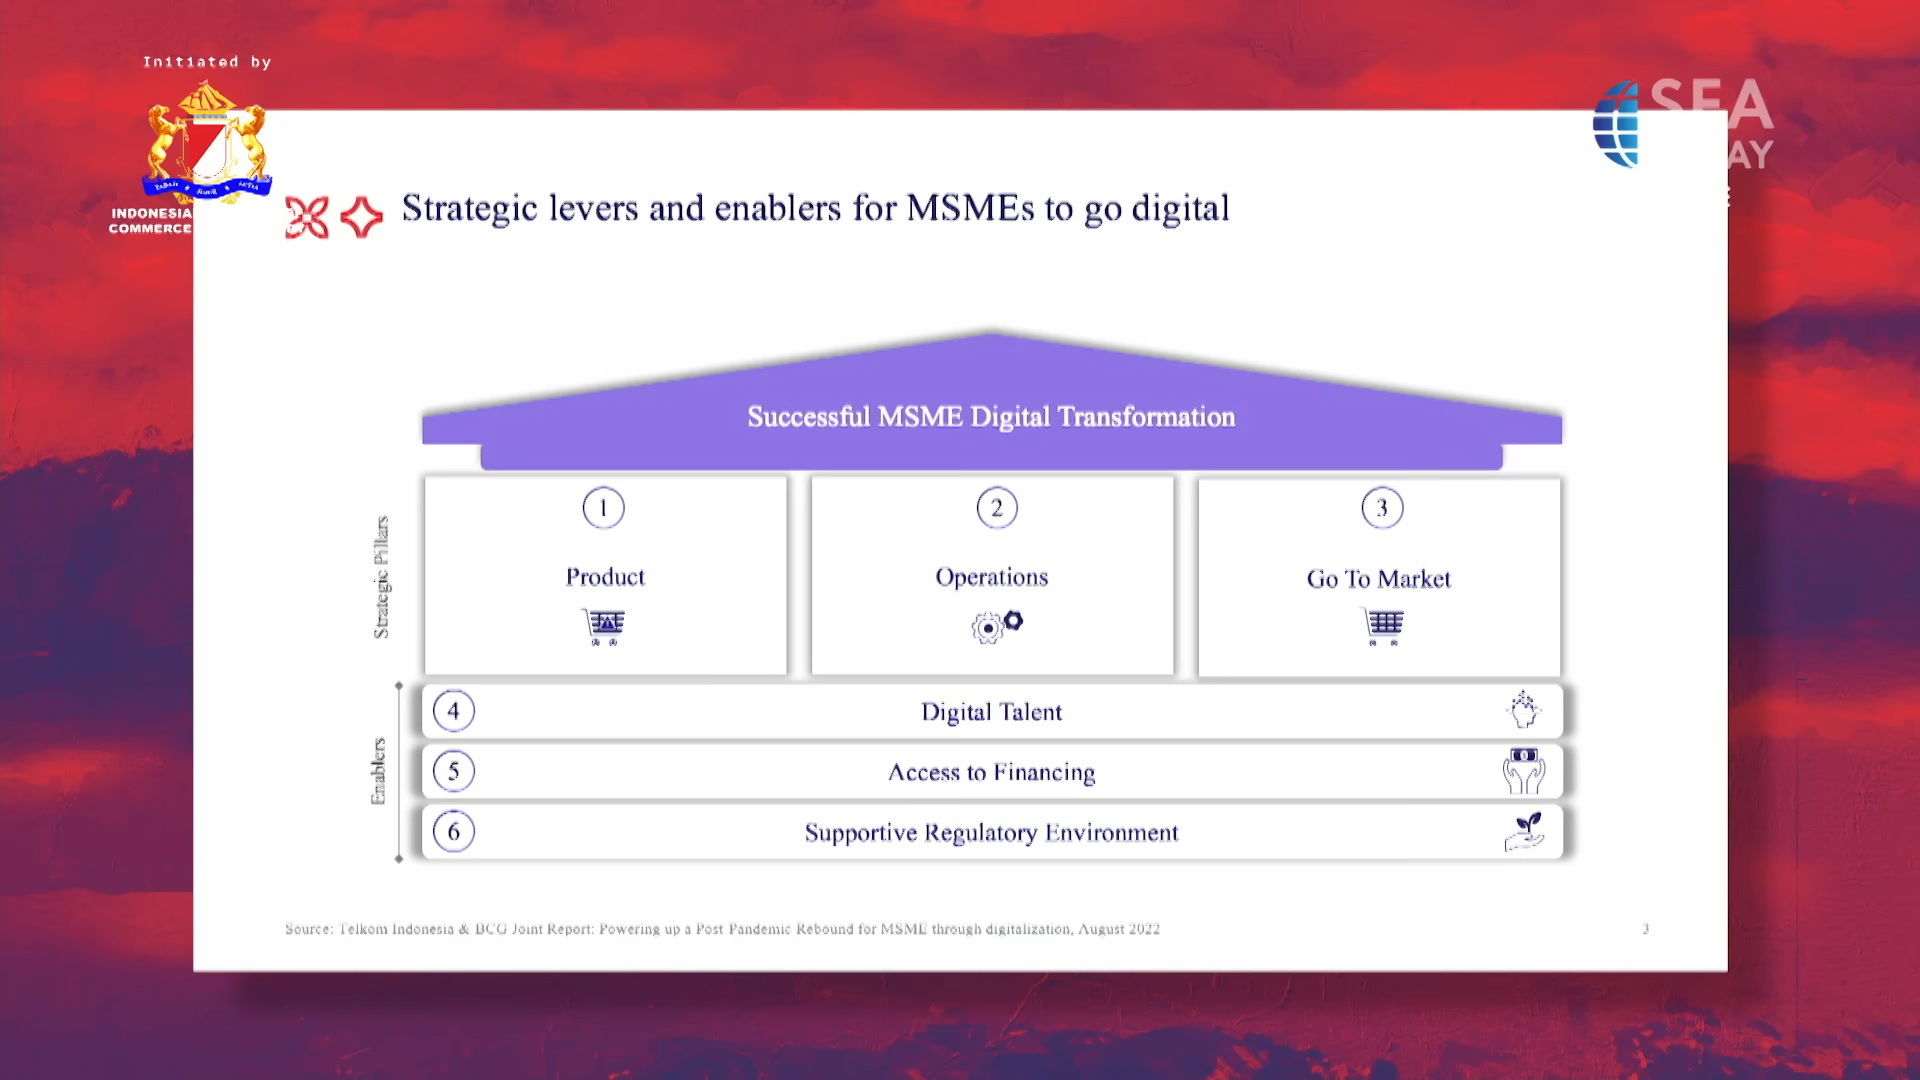 Initiated by
SEA
AY
INDONESIA
COMMERCE
Strategic levers and enablers for MSMEs to go digital
Successful MSME Digital Transformation
Strategic Pillars
1
2
3
Product
Operations
Go To Market
Enablers
4
Digital Talent
5
Access to Financing
6
Supportive Regulatory Environment
Source: Telkom Indonesia & BCG Joint Report: Powering up a Post Pandemic Rebound for MSME through digitalization, August 2022
3